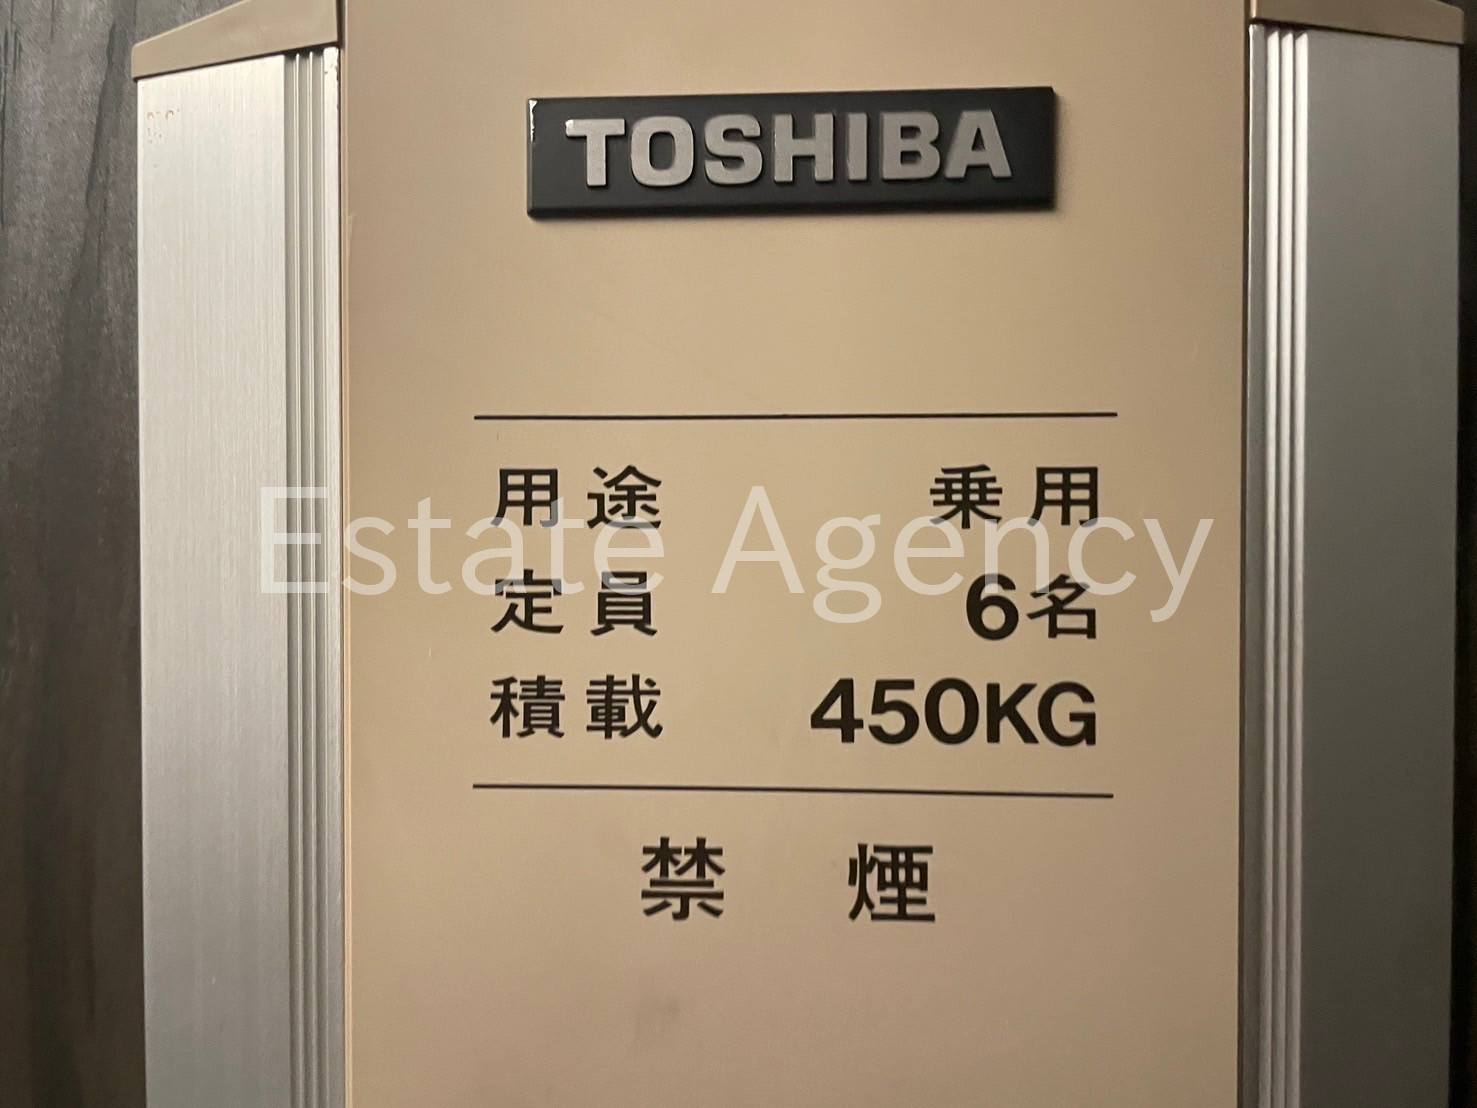 TOSHIBA
用途 乗用
Estate Agency
定員 6名
積載 450KG
禁煙